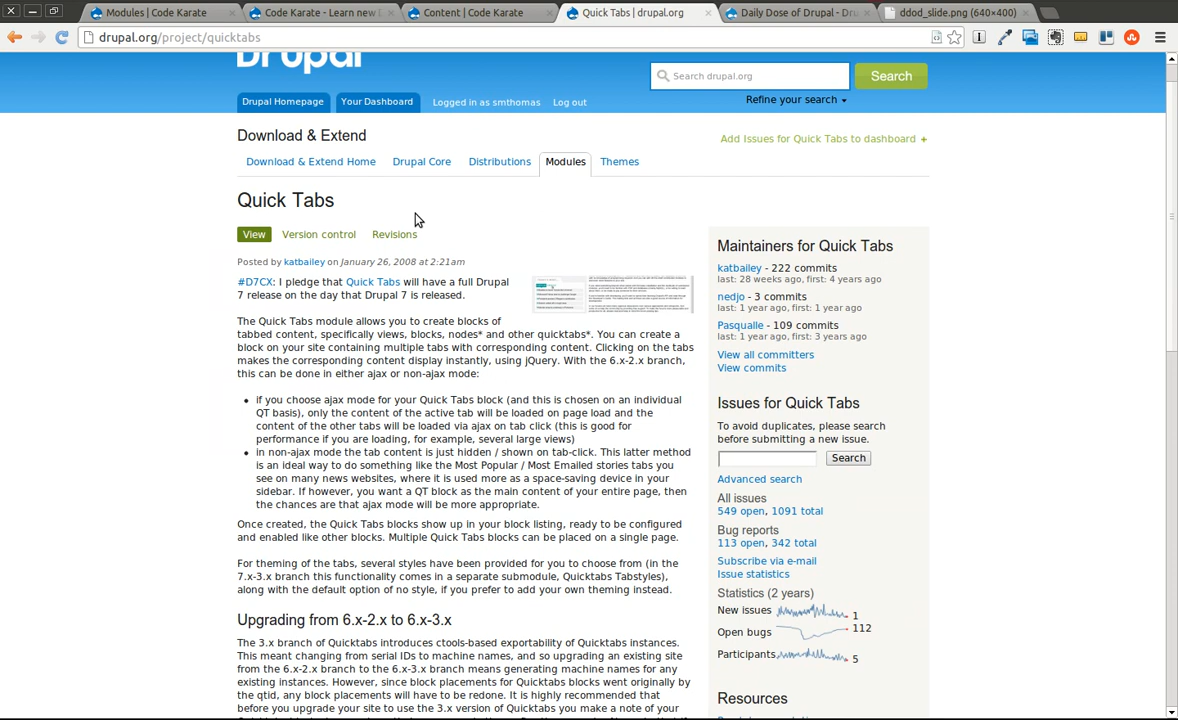 Modules | Code Karate
Code Karate - Learn new
Content | Code Karate
Quick Tabs | drupal.org
Daily Dose of Drupal - Dru
ddod_slide.png (640×400)
drupal.org/project/quicktabs
Drupal
Search drupal.org
Search
Refine your search
Drupal Homepage
Your Dashboard
Logged in as smthomas
Log out
Download & Extend
Add Issues for Quick Tabs to dashboard +
Download & Extend Home
Drupal Core
Distributions
Modules
Themes
Quick Tabs
View
Version control
Revisions
Posted by katbailey on January 26, 2008 at 2:21am
#D7CX: I pledge that Quick Tabs will have a full Drupal
7 release on the day that Drupal 7 is released.
The Quick Tabs module allows you to create blocks of
tabbed content, specifically views, blocks, nodes* and other quicktabs*. You can create a
block on your site containing multiple tabs with corresponding content. Clicking on the tabs
makes the corresponding content display instantly, using jQuery. With the 6.x-2.x branch,
this can be done in either ajax or non-ajax mode:
if you choose ajax mode for your Quick Tabs block (and this is chosen on an individual
QT basis), only the content of the active tab will be loaded on page load and the
content of the other tabs will be loaded via ajax on tab click (this is good for
performance if you are loading, for example, several large views)
in non-ajax mode the tab content is just hidden / shown on tab-click. This latter method
is an ideal way to do something like the Most Popular / Most Emailed stories tabs you
see on many news websites, where it is used more as a space-saving device in your
sidebar. If however, you want a QT block as the main content of your entire page, then
the chances are that ajax mode will be more appropriate.
Once created, the Quick Tabs blocks show up in your block listing, ready to be configured
and enabled like other blocks. Multiple Quick Tabs blocks can be placed on a single page.
For theming of the tabs, several styles have been provided for you to choose from (in the
7.x-3.x branch this functionality comes in a separate submodule, Quicktabs Tabstyles),
along with the default option of no style, if you prefer to add your own theming instead.
Upgrading from 6.x-2.x to 6.x-3.x
The 3.x branch of Quicktabs introduces ctools-based exportability of Quicktabs instances.
This meant changing from serial IDs to machine names, and so upgrading an existing site
from the 6.x-2.x branch to the 6.x-3.x branch means generating machine names for any
existing instances. However, since block placements for Quicktabs blocks went originally by
the qtid, any block placements will have to be redone. It is highly recommended that
before you upgrade your site to use the 3.x version of Quicktabs you make a note of your
Maintainers for Quick Tabs
katbailey - 222 commits
last: 28 weeks ago, first: 4 years ago
nedjo - 3 commits
last: 1 year ago, first: 1 year ago
Pasqualle - 109 commits
last: 1 year ago, first: 3 years ago
View all committers
View commits
Issues for Quick Tabs
To avoid duplicates, please search
before submitting a new issue.
Search
Advanced search
All issues
549 open, 1091 total
Bug reports
113 open, 342 total
Subscribe via e-mail
Issue statistics
Statistics (2 years)
New issues 1
Open bugs 112
Participants 5
Resources